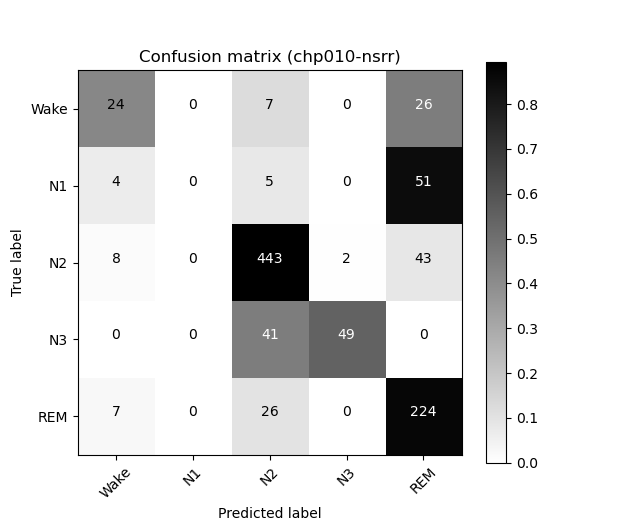 Confusion matrix (chp010-nsrr)
True label
Wake 24 0 7 0 26
N1 4 0 5 0 51
N2 8 0 443 2 43
N3 0 0 41 49 0
REM 7 0 26 0 224
Wake N1 N2 N3 REM
Predicted label
0.8
0.7
0.6
0.5
0.4
0.3
0.2
0.1
0.0